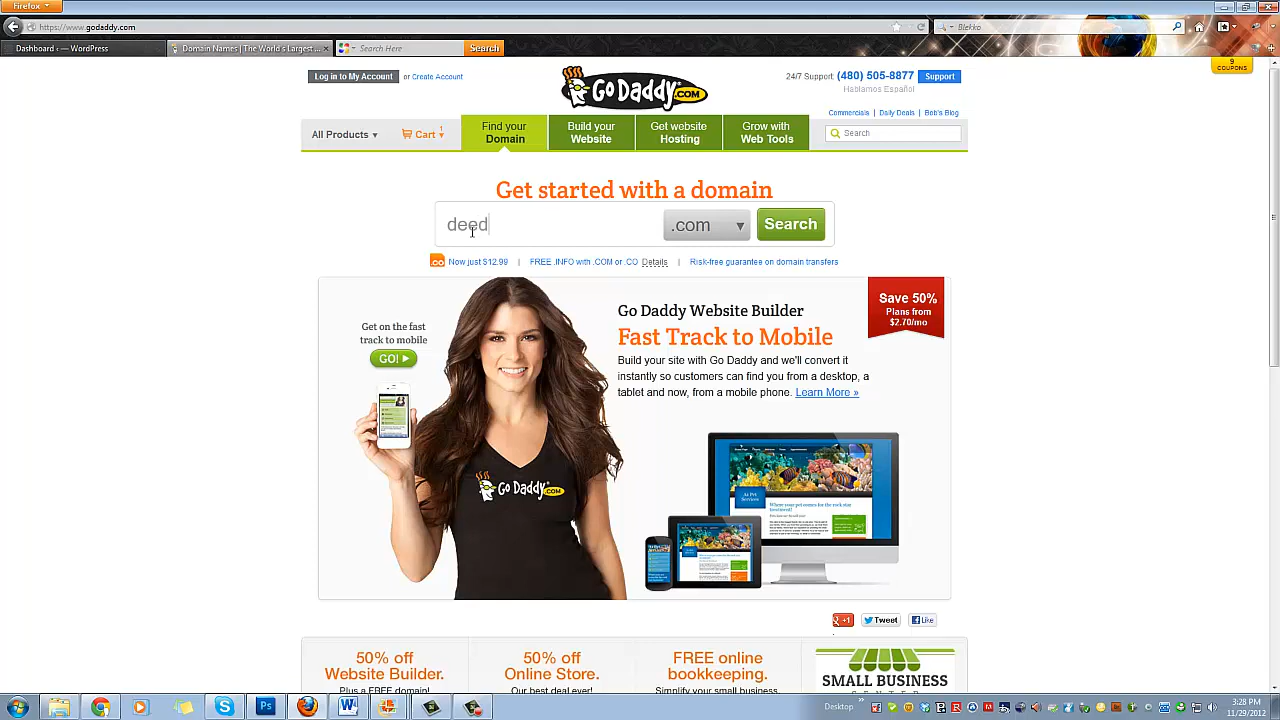 Firefox
https://www.godaddy.com
Blekko
Dashboard ‹ — WordPress
Domain Names | The World's Largest ...
Search Here
Search
9
COUPONS
Log in to My Account or Create Account
GoDaddy.COM
24/7 Support: (480) 505-8877 Support
Hablamos Español
Commercials | Daily Deals | Bob's Blog
All Products
Cart 1
Find your
Domain
Build your
Website
Get website
Hosting
Grow with
Web Tools
Search
Get started with a domain
deed
.com
Search
.co Now just $12.99 | FREE .INFO with .COM or .CO Details | Risk-free guarantee on domain transfers
Get on the fast
track to mobile
GO!
Go Daddy Website Builder
Fast Track to Mobile
Build your site with Go Daddy and we'll convert it
instantly so customers can find you from a desktop, a
tablet and now, from a mobile phone. Learn More »
Save 50%
Plans from
$2.70/mo
GoDaddy.COM
+1
Tweet
Like
50% off
Website Builder.
Plus a FREE domain!
50% off
Online Store.
Our best deal ever!
FREE online
bookkeeping.
Simplify your small business
SMALL BUSINESS
CENTER
Desktop
3:28 PM
11/29/2012